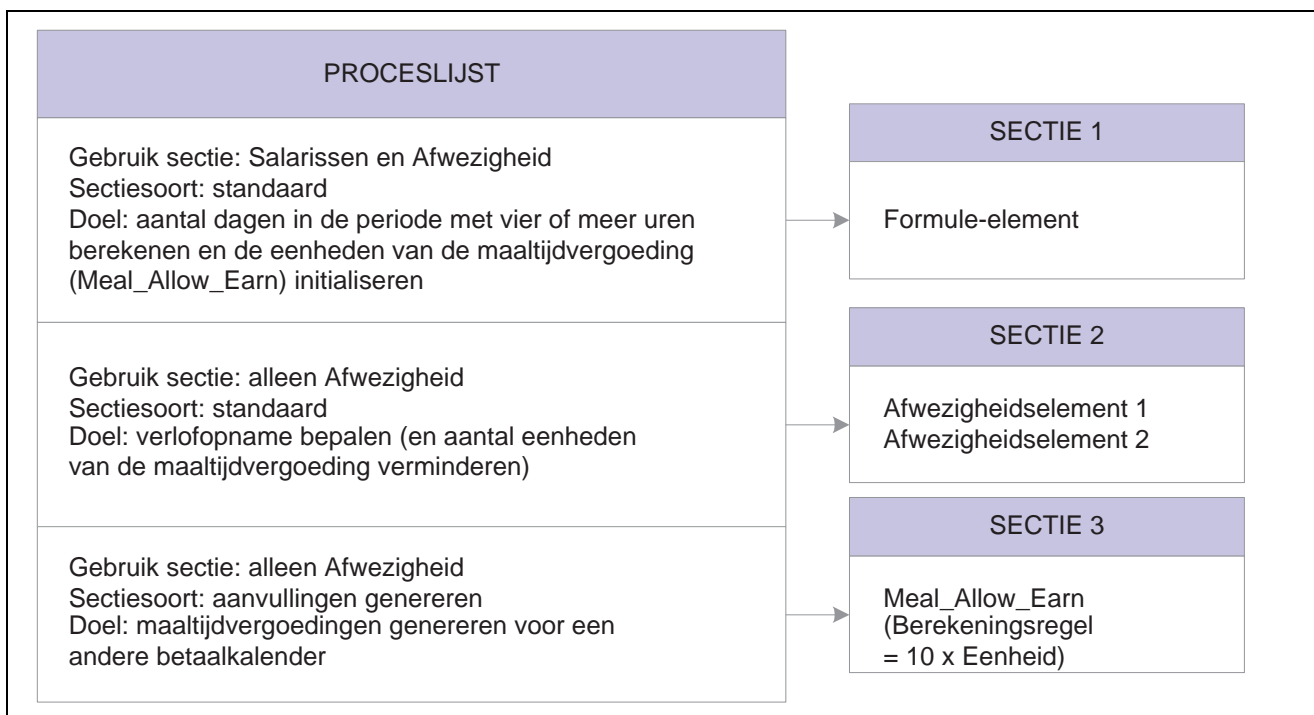 PROCESLIJST
Gebruik sectie: Salarissen en Afwezigheid
Sectiesoort: standaard
Doel: aantal dagen in de periode met vier of meer uren
berekenen en de eenheden van de maaltijdvergoeding
(Meal_Allow_Earn) initialiseren
SECTIE 1
Formule-element
Gebruik sectie: alleen Afwezigheid
Sectiesoort: standaard
Doel: verlofopname bepalen (en aantal eenheden
van de maaltijdvergoeding verminderen)
SECTIE 2
Afwezigheidselement 1
Afwezigheidselement 2
Gebruik sectie: alleen Afwezigheid
Sectiesoort: aanvullingen genereren
Doel: maaltijdvergoedingen genereren voor een
andere betaalkalender
SECTIE 3
Meal_Allow_Earn
(Berekeningsregel
= 10 x Eenheid)